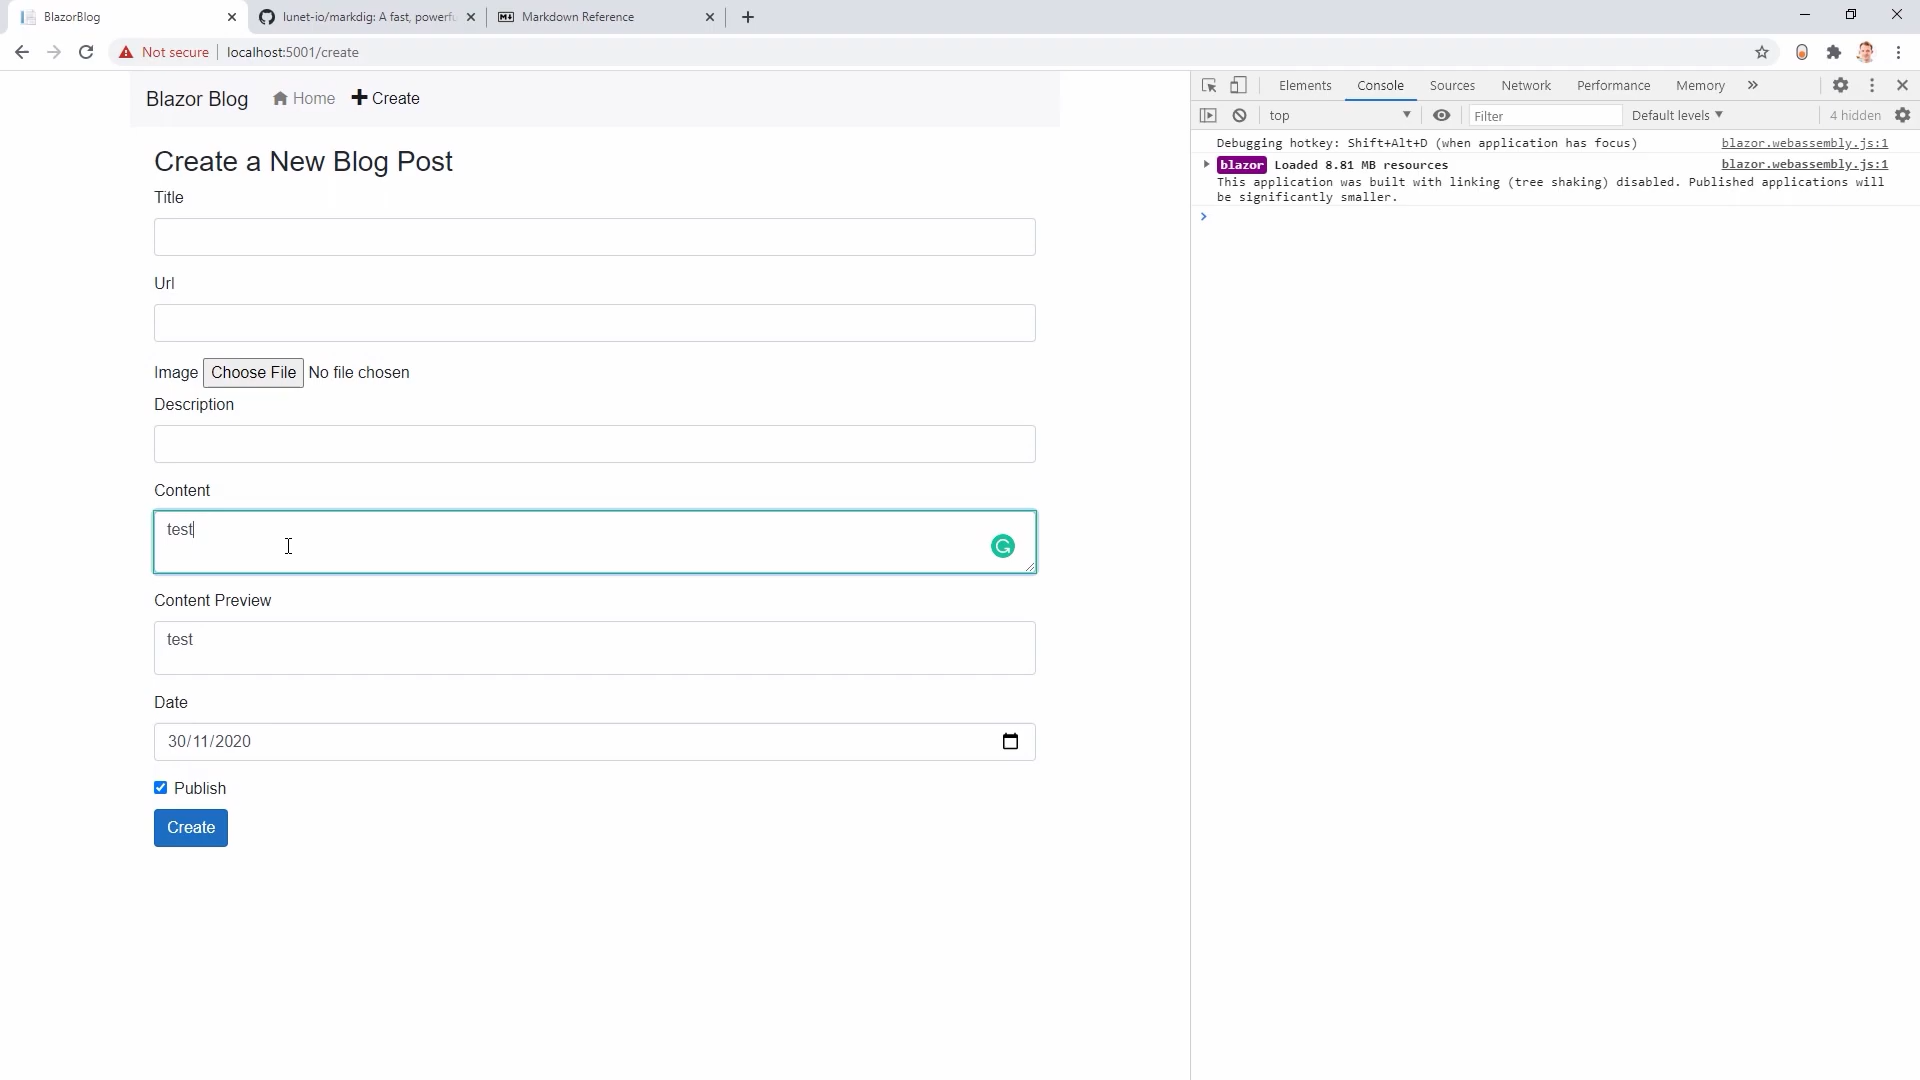 BlazorBlog
lunet-io/markdig: A fast, powerfu
Markdown Reference
Not secure
localhost:5001/create
Blazor Blog
Home
Create
Create a New Blog Post
Title
Url
Image
Choose File
No file chosen
Description
Content
test
Content Preview
test
Date
30/11/2020
Publish
Create
Elements
Console
Sources
Network
Performance
Memory
top
Filter
Default levels
4 hidden
Debugging hotkey: Shift+Alt+D (when application has focus)
blazor.webassembly.js:1
blazor Loaded 8.81 MB resources
blazor.webassembly.js:1
This application was built with linking (tree shaking) disabled. Published applications will
be significantly smaller.